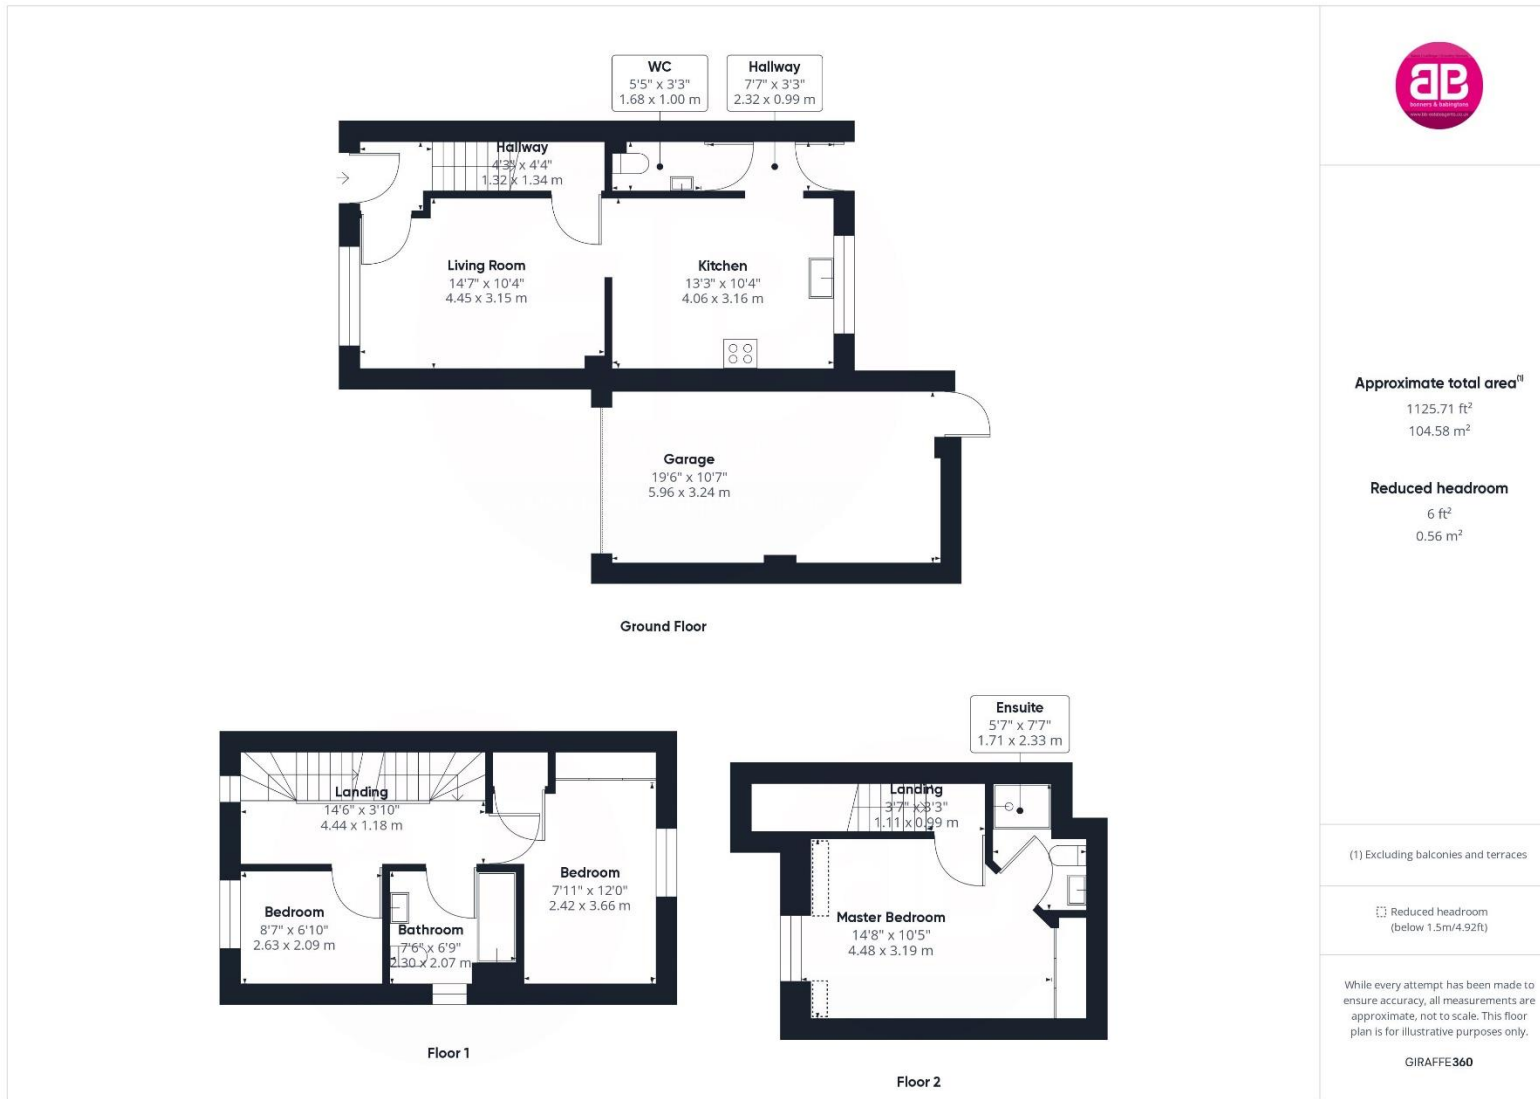 WC
5'5" x 3'3"
1.68 x 1.00 m
Hallway
7'7" x 3'3"
2.32 x 0.99 m
Hallway
4'3" x 4'4"
1.32 x 1.34 m
Living Room
14'7" x 10'4"
4.45 x 3.15 m
Kitchen
13'3" x 10'4"
4.06 x 3.16 m
Garage
19'6" x 10'7"
5.96 x 3.24 m
Ground Floor
Landing
14'6" x 3'10"
4.44 x 1.18 m
Bedroom
8'7" x 6'10"
2.63 x 2.09 m
Bathroom
7'6" x 6'9"
2.30 x 2.07 m
Bedroom
7'11" x 12'0"
2.42 x 3.66 m
Floor 1
Ensuite
5'7" x 7'7"
1.71 x 2.33 m
Landing
3'7" x 3'3"
1.11 x 0.99 m
Master Bedroom
14'8" x 10'5"
4.48 x 3.19 m
Floor 2
BB
bonners & babingtons
Approximate total area(1)
1125.71 ft²
104.58 m²
Reduced headroom
6 ft²
0.56 m²
(1) Excluding balconies and terraces
Reduced headroom
(below 1.5m/4.92ft)
While every attempt has been made to
ensure accuracy, all measurements are
approximate, not to scale. This floor
plan is for illustrative purposes only.
GIRAFFE360